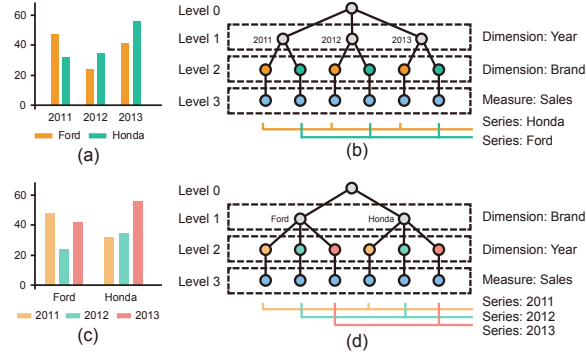 60
40
20
0
2011 2012 2013
Ford Honda
(a)
Level 0
Level 1
Level 2
Level 3
2011 2012 2013
Dimension: Year
Dimension: Brand
Measure: Sales
Series: Honda
Series: Ford
(b)
60
40
20
0
Ford Honda
2011 2012 2013
(c)
Level 0
Level 1
Level 2
Level 3
Ford Honda
Dimension: Brand
Dimension: Year
Measure: Sales
Series: 2011
Series: 2012
Series: 2013
(d)